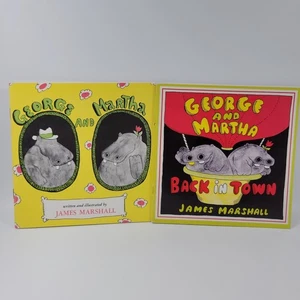 GEORGE
AND MARTHA
written and illustrated by
JAMES MARSHALL
GEORGE
AND
MARTHA
BACK IN TOWN
JAMES MARSHALL